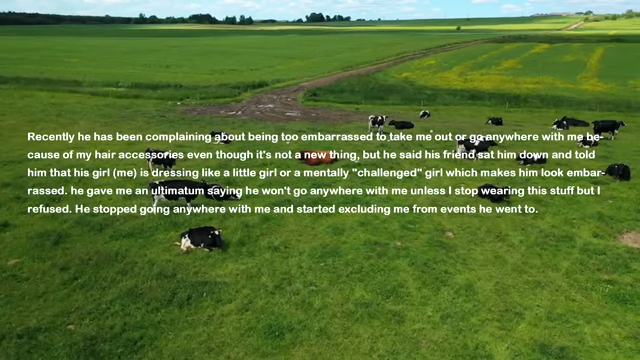 Recently he has been complaining about being too embarrassed to take me out or go anywhere with me be-
cause of my hair accessories even though it's not a new thing, but he said his friend sat him down and told
him that his girl (me) is dressing like a little girl or a mentally "challenged" girl which makes him look embar-
rassed. he gave me an ultimatum saying he won't go anywhere with me unless I stop wearing this stuff but I
refused. He stopped going anywhere with me and started excluding me from events he went to.